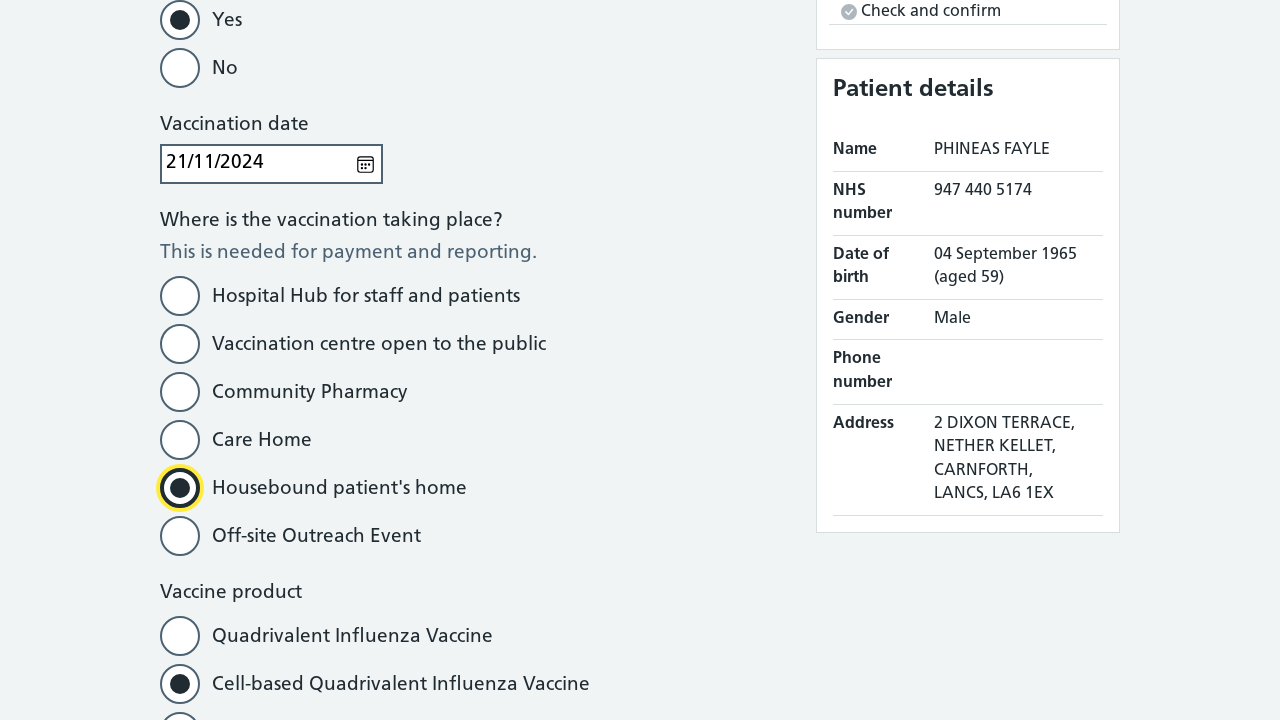 Yes
No
Vaccination date
21/11/2024
Where is the vaccination taking place?
This is needed for payment and reporting.
Hospital Hub for staff and patients
Vaccination centre open to the public
Community Pharmacy
Care Home
Housebound patient's home
Off-site Outreach Event
Vaccine product
Quadrivalent Influenza Vaccine
Cell-based Quadrivalent Influenza Vaccine
Check and confirm
Patient details
Name PHINEAS FAYLE
NHS number 947 440 5174
Date of birth 04 September 1965
(aged 59)
Gender Male
Phone number
Address 2 DIXON TERRACE,
NETHER KELLET,
CARNFORTH,
LANCS, LA6 1EX